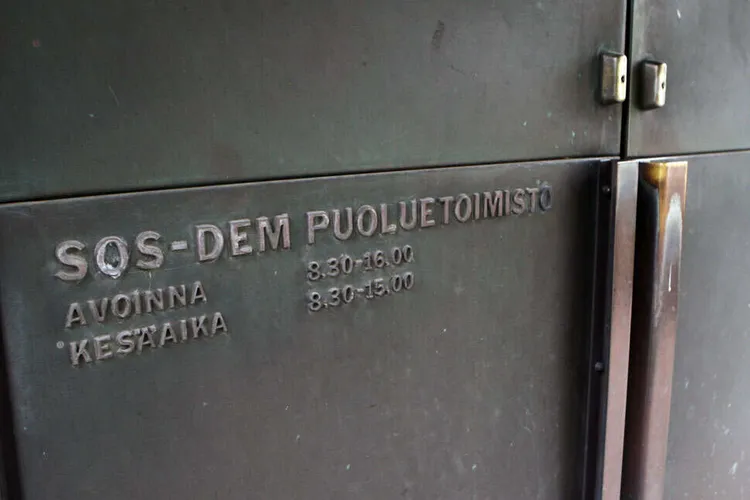 SOS-DEM PUOLUETOIMISTO
AVOINNA 8.30-16.00
KESÄAIKA 8.30-15.00